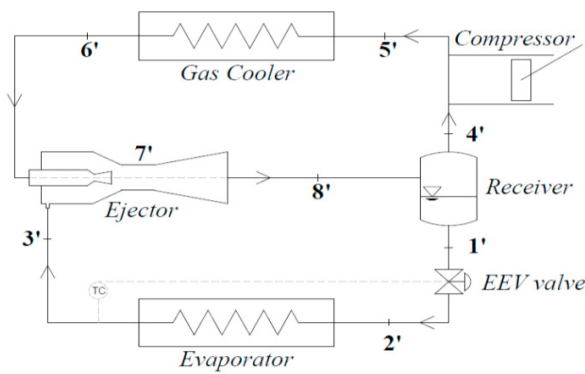 6'
5'
Compressor
Gas Cooler
7'
4'
8'
Receiver
Ejector
3'
1'
TC
EEV valve
2'
Evaporator